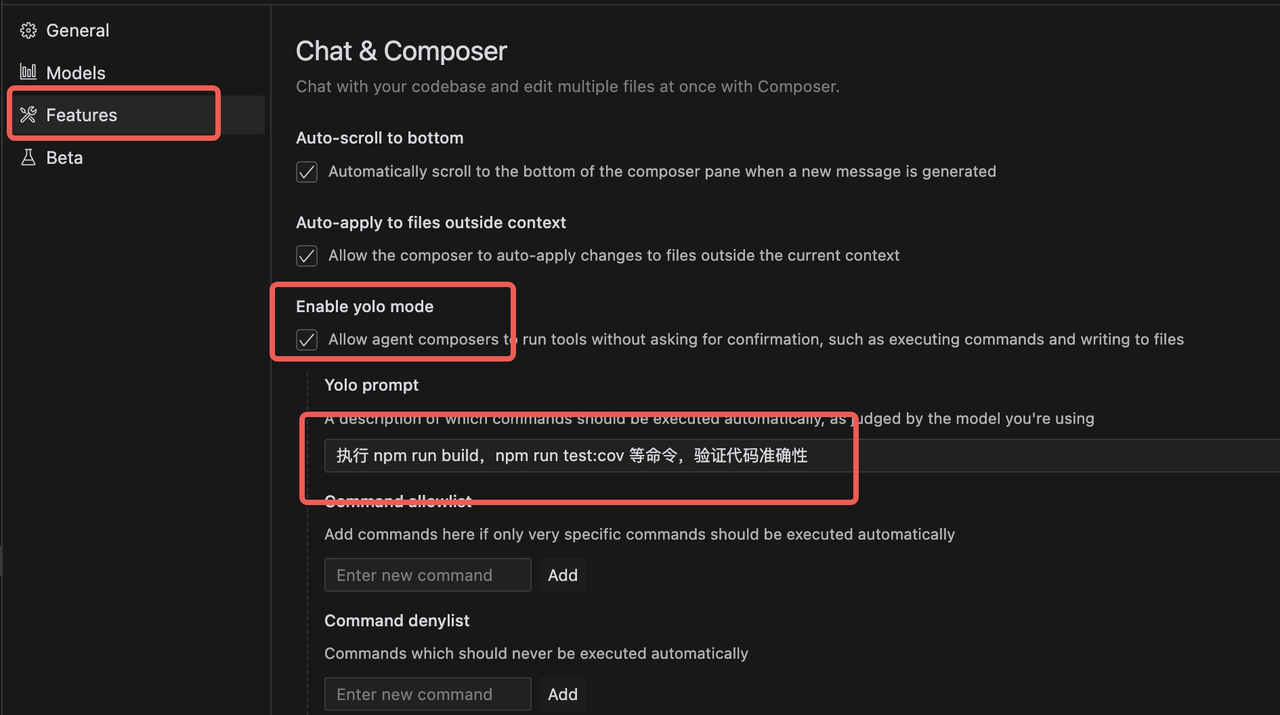 General
Models
Features
Beta
Chat & Composer
Chat with your codebase and edit multiple files at once with Composer.
Auto-scroll to bottom
Automatically scroll to the bottom of the composer pane when a new message is generated
Auto-apply to files outside context
Allow the composer to auto-apply changes to files outside the current context
Enable yolo mode
Allow agent composers to run tools without asking for confirmation, such as executing commands and writing to files
Yolo prompt
A description of which commands should be executed automatically, as judged by the model you're using
执行 npm run build，npm run test:cov 等命令，验证代码准确性
Command allowlist
Add commands here if only very specific commands should be executed automatically
Enter new command Add
Command denylist
Commands which should never be executed automatically
Enter new command Add